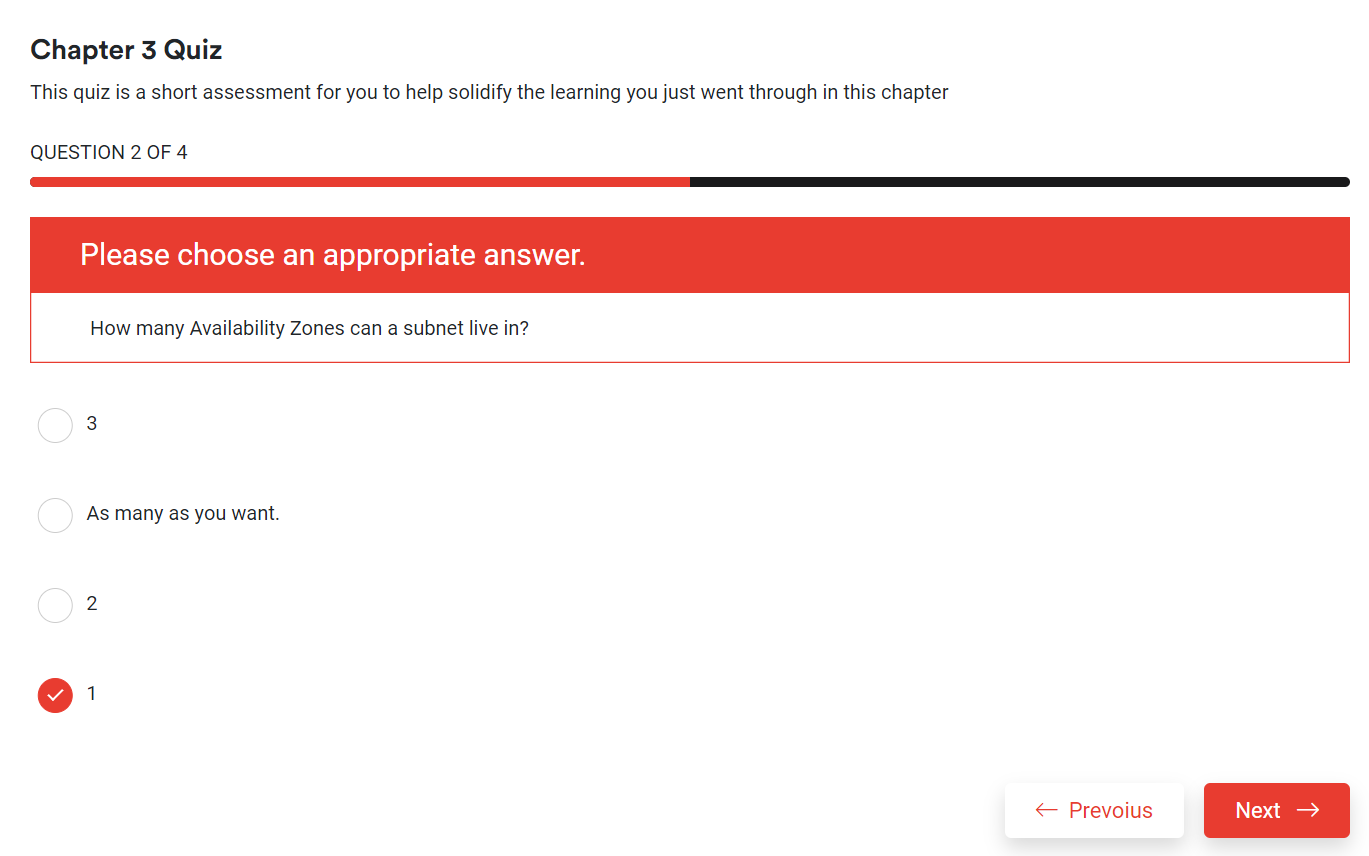 Chapter 3 Quiz
This quiz is a short assessment for you to help solidify the learning you just went through in this chapter
QUESTION 2 OF 4
Please choose an appropriate answer.
How many Availability Zones can a subnet live in?
3
As many as you want.
2
1
← Prevoius
Next →